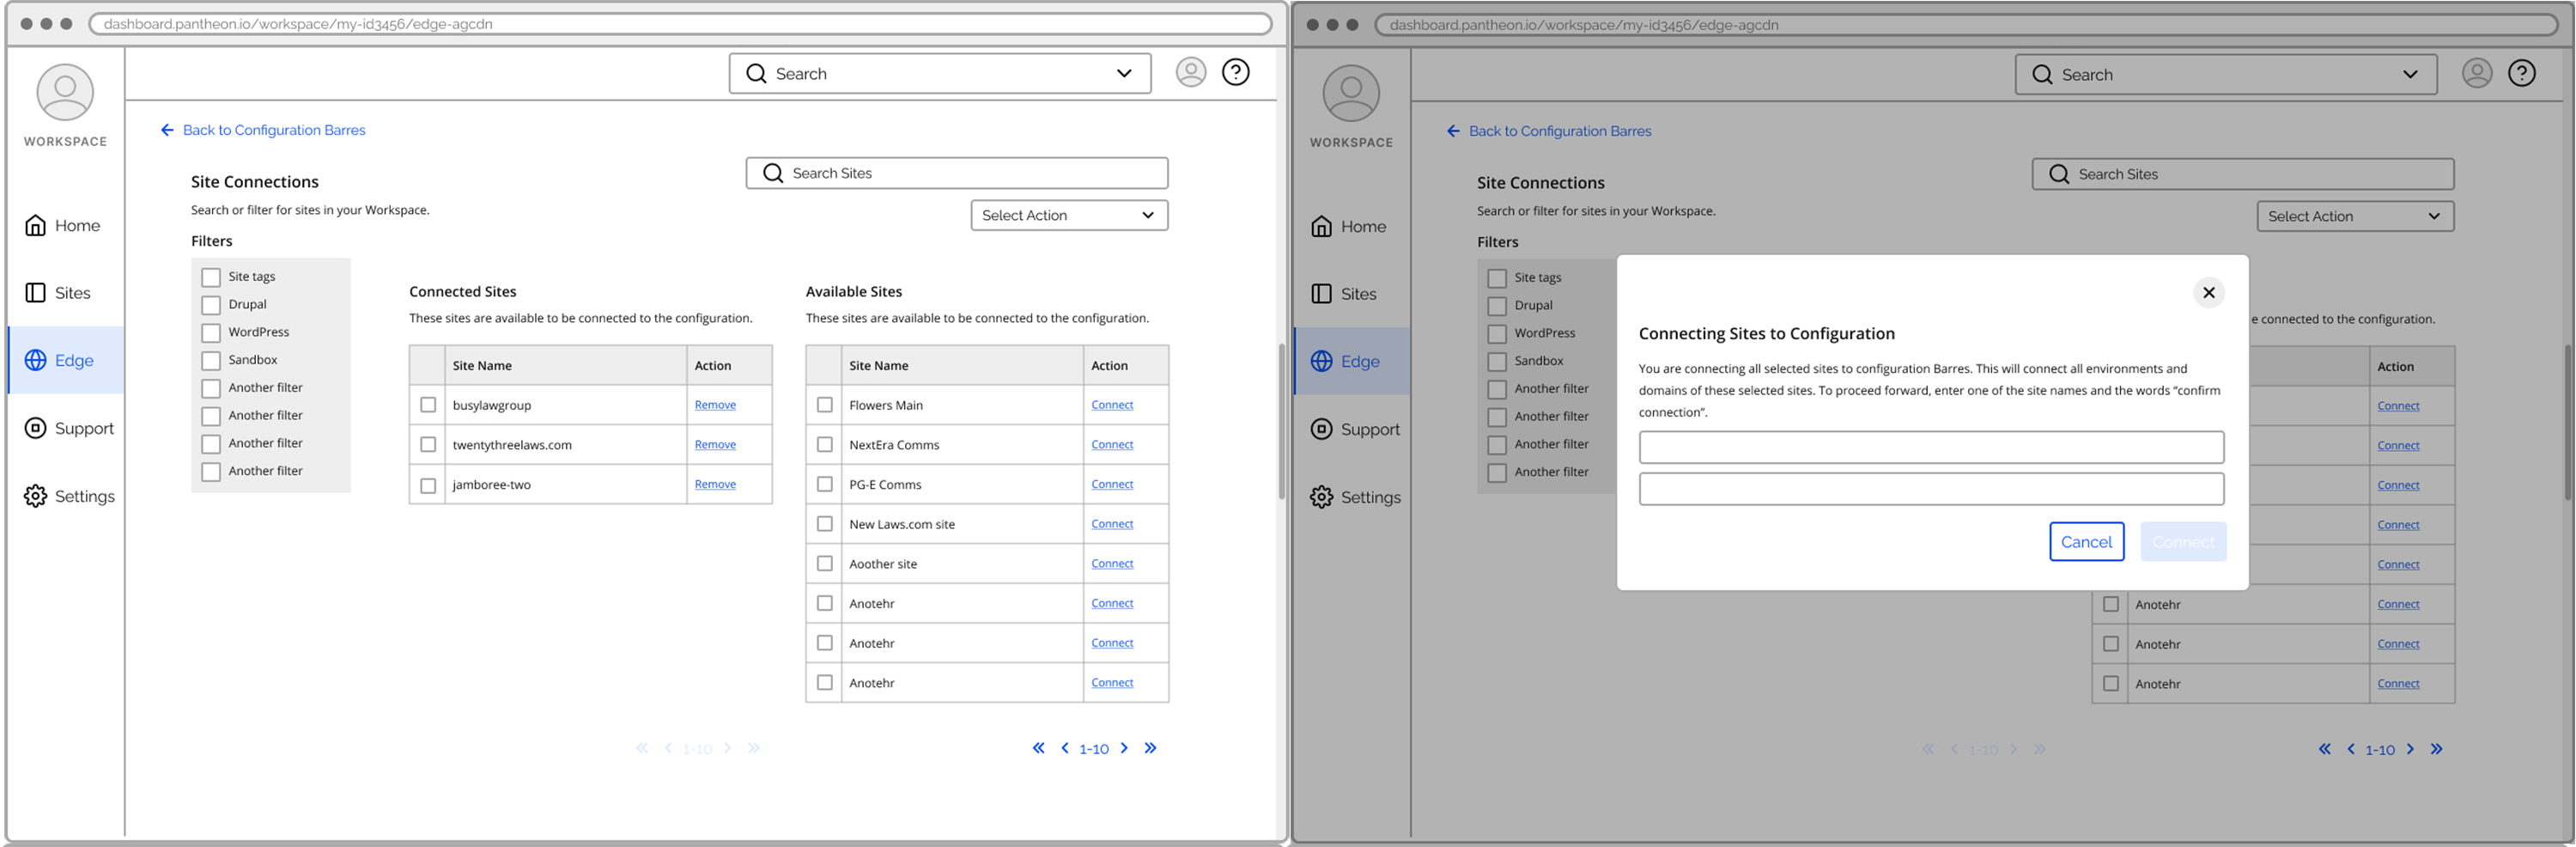 dashboard.pantheon.io/workspace/my-id3456/edge-agcdn
Search
WORKSPACE
Home
Sites
Edge
Support
Settings
Back to Configuration Barres
Search Sites
Site Connections
Search or filter for sites in your Workspace.
Select Action
Filters
Site tags
Drupal
WordPress
Sandbox
Another filter
Another filter
Another filter
Another filter
Connected Sites
These sites are available to be connected to the configuration.
Site Name Action
busylawgroup Remove
twentythreelaws.com Remove
jamboree-two Remove
1-10
Available Sites
These sites are available to be connected to the configuration.
Site Name Action
Flowers Main Connect
NextEra Comms Connect
PG-E Comms Connect
New Laws.com site Connect
Aoother site Connect
Anotehr Connect
Anotehr Connect
Anotehr Connect
1-10
dashboard.pantheon.io/workspace/my-id3456/edge-agcdn
Search
WORKSPACE
Home
Sites
Edge
Support
Settings
Back to Configuration Barres
Search Sites
Site Connections
Search or filter for sites in your Workspace.
Select Action
Filters
Site tags
Drupal
WordPress
Sandbox
Another filter
Another filter
Another filter
Another filter
Connecting Sites to Configuration
You are connecting all selected sites to configuration Barres. This will connect all environments and
domains of these selected sites. To proceed forward, enter one of the site names and the words “confirm
connection”.
Cancel
Connect
e connected to the configuration.
Action
Connect
Connect
Connect
Connect
Connect
Anotehr Connect
Anotehr Connect
Anotehr Connect
1-10
1-10